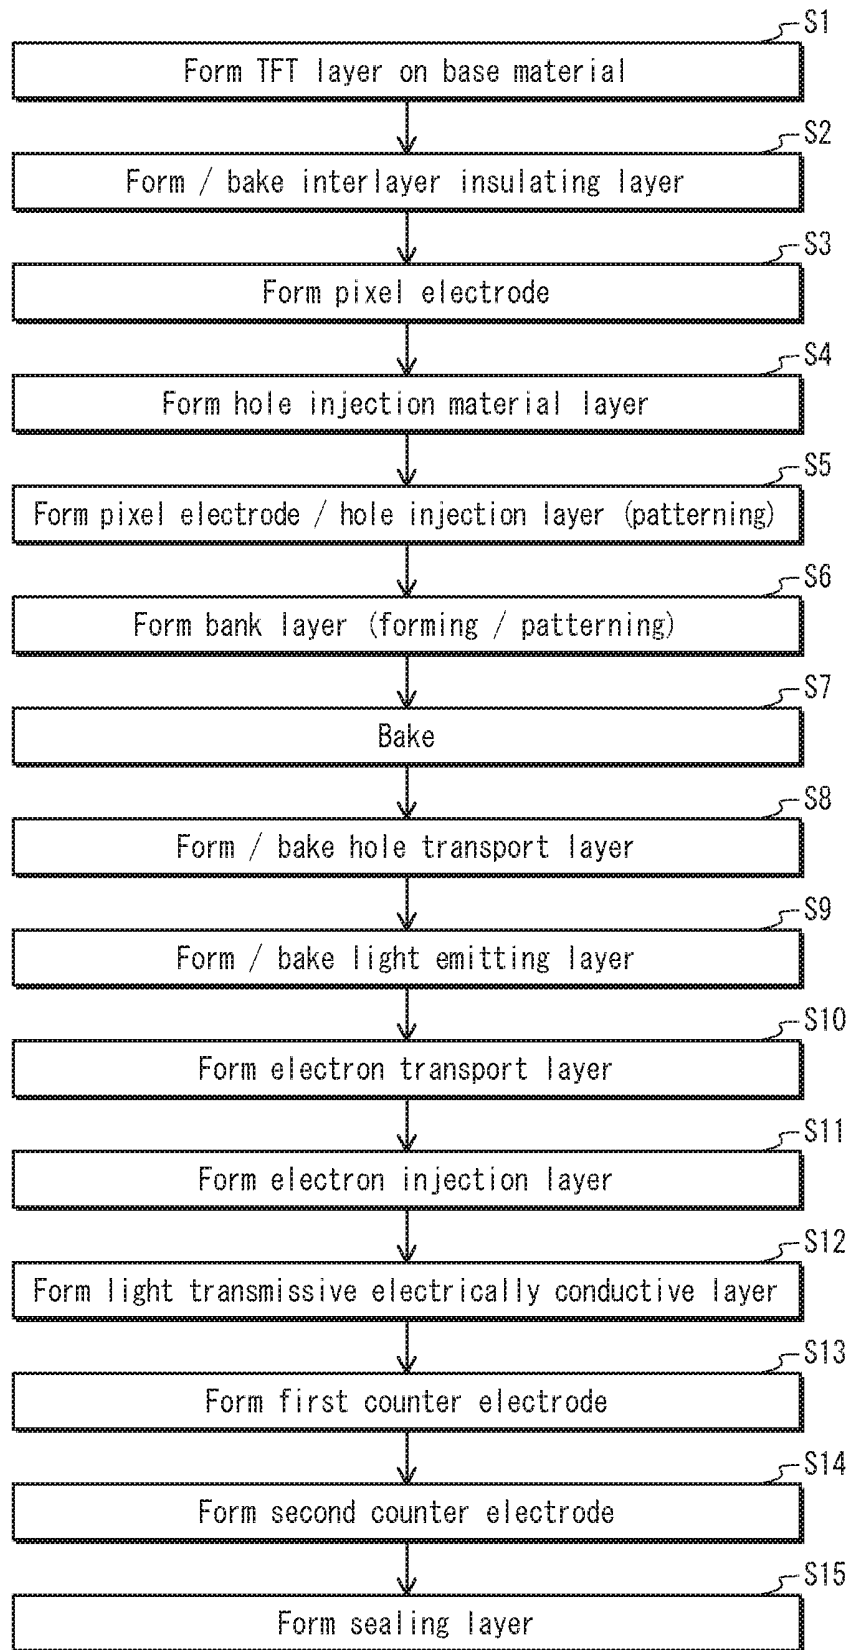 S1
Form TFT layer on base material
S2
Form / bake interlayer insulating layer
S3
Form pixel electrode
S4
Form hole injection material layer
S5
Form pixel electrode / hole injection layer (patterning)
S6
Form bank layer (forming / patterning)
S7
Bake
S8
Form / bake hole transport layer
S9
Form / bake light emitting layer
S10
Form electron transport layer
S11
Form electron injection layer
S12
Form light transmissive electrically conductive layer
S13
Form first counter electrode
S14
Form second counter electrode
S15
Form sealing layer